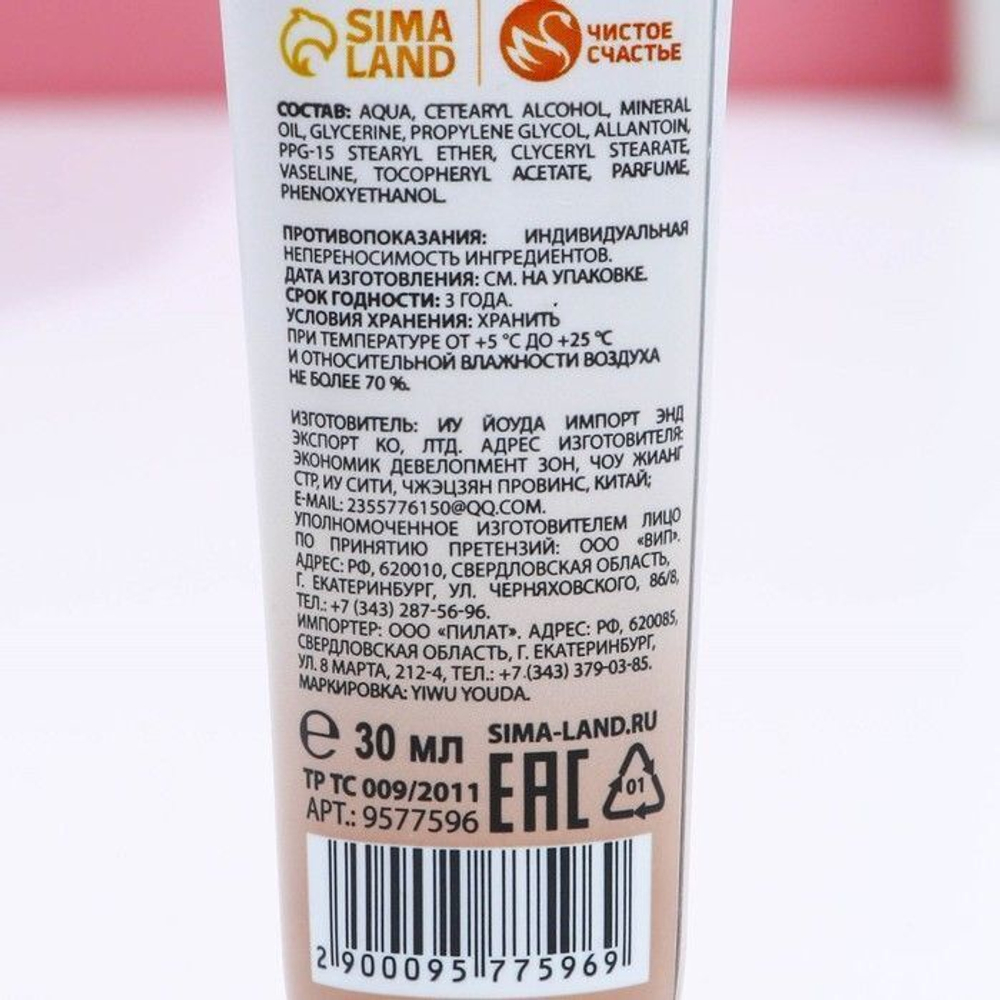 SIMA LAND
ЧИСТОЕ СЧАСТЬЕ
СОСТАВ: AQUA, CETEARYL ALCOHOL, MINERAL
OIL, GLYCERINE, PROPYLENE GLYCOL, ALLANTOIN,
PPG-15 STEARYL ETHER, CLYCERYL STEARATE,
VASELINE, TOCOPHERYL ACETATE, PARFUME,
PHENOXYETHANOL.
ПРОТИВОПОКАЗАНИЯ: ИНДИВИДУАЛЬНАЯ
НЕПЕРЕНОСИМОСТЬ ИНГРЕДИЕНТОВ.
ДАТА ИЗГОТОВЛЕНИЯ: СМ. НА УПАКОВКЕ.
СРОК ГОДНОСТИ: 3 ГОДА.
УСЛОВИЯ ХРАНЕНИЯ: ХРАНИТЬ
ПРИ ТЕМПЕРАТУРЕ ОТ +5 °С ДО +25 °С
И ОТНОСИТЕЛЬНОЙ ВЛАЖНОСТИ ВОЗДУХА
НЕ БОЛЕЕ 70 %.
ИЗГОТОВИТЕЛЬ: ИУ ЙОУДА ИМПОРТ ЭНД
ЭКСПОРТ КО, ЛТД. АДРЕС ИЗГОТОВИТЕЛЯ:
ЭКОНОМИК ДЕВЕЛОПМЕНТ ЗОН, ЧОУ ЖИАНГ
СТР, ИУ СИТИ, ЧЖЭЦЗЯН ПРОВИНС, КИТАЙ;
E-MAIL: 2355776150@QQ.COM.
УПОЛНОМОЧЕННОЕ ИЗГОТОВИТЕЛЕМ ЛИЦО
ПО ПРИНЯТИЮ ПРЕТЕНЗИЙ: ООО «ВИП».
АДРЕС: РФ, 620010, СВЕРДЛОВСКАЯ ОБЛАСТЬ,
Г. ЕКАТЕРИНБУРГ, УЛ. ЧЕРНЯХОВСКОГО, 86/8,
ТЕЛ.: +7 (343) 287-56-96.
ИМПОРТЕР: ООО «ПИЛАТ». АДРЕС: РФ, 620085,
СВЕРДЛОВСКАЯ ОБЛАСТЬ, Г. ЕКАТЕРИНБУРГ,
УЛ. 8 МАРТА, 212-4, ТЕЛ.: +7 (343) 379-03-85.
МАРКИРОВКА: YIWU YOUDA.
℮ 30 МЛ
SIMA-LAND.RU
ТР ТС 009/2011
АРТ.: 9577596
EAC
01
2 900095 775969